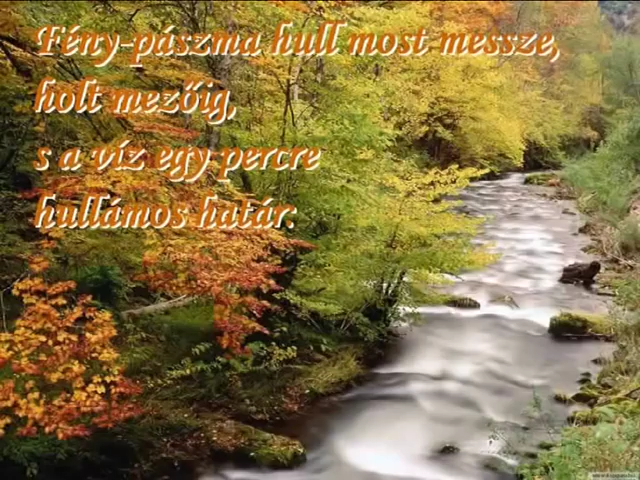 Fény-pászma hull most messze,
holt mezőig,
s a víz egy percre
hullámos határ.